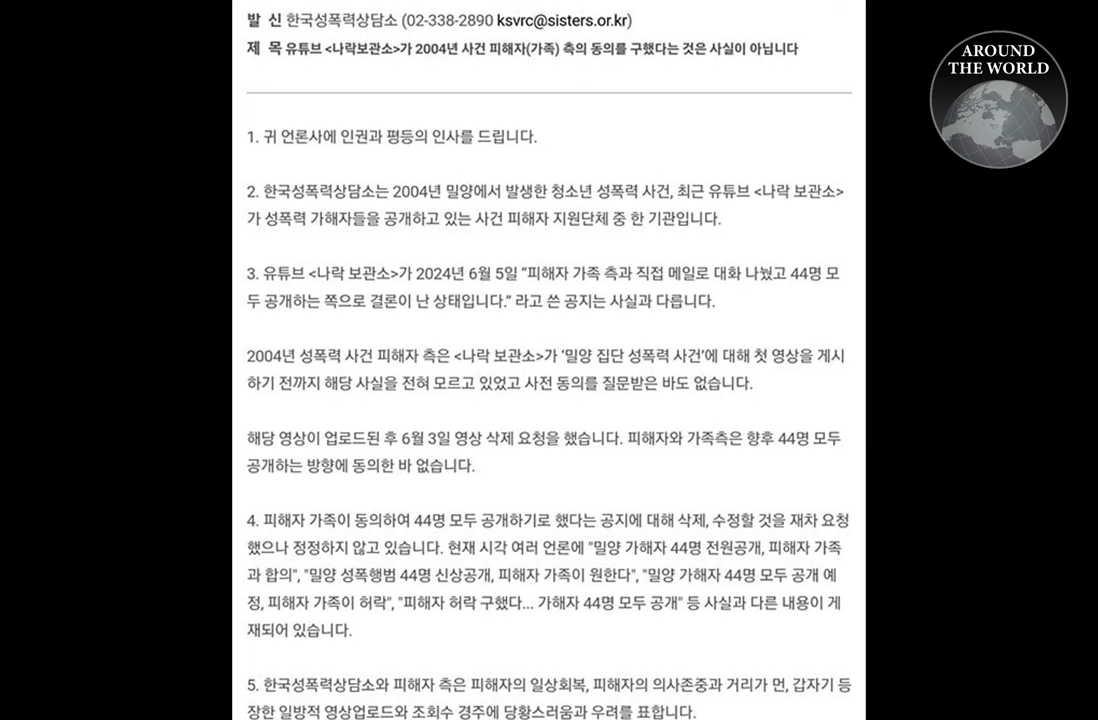 발 신 한국성폭력상담소 (02-338-2890 ksvrc@sisters.or.kr)
제 목 유튜브 <나락보관소>가 2004년 사건 피해자(가족) 측의 동의를 구했다는 것은 사실이 아닙니다
AROUND
THE WORLD
1. 귀 언론사에 인권과 평등의 인사를 드립니다.
2. 한국성폭력상담소는 2004년 밀양에서 발생한 청소년 성폭력 사건, 최근 유튜브 <나락 보관소>
가 성폭력 가해자들을 공개하고 있는 사건 피해자 지원단체 중 한 기관입니다.
3. 유튜브 <나락 보관소>가 2024년 6월 5일 “피해자 가족 측과 직접 메일로 대화 나눴고 44명 모
두 공개하는 쪽으로 결론이 난 상태입니다.” 라고 쓴 공지는 사실과 다릅니다.
2004년 성폭력 사건 피해자 측은 <나락 보관소>가 ‘밀양 집단 성폭력 사건’에 대해 첫 영상을 게시
하기 전까지 해당 사실을 전혀 모르고 있었고 사전 동의를 질문받은 바도 없습니다.
해당 영상이 업로드된 후 6월 3일 영상 삭제 요청을 했습니다. 피해자와 가족측은 향후 44명 모두
공개하는 방향에 동의한 바 없습니다.
4. 피해자 가족이 동의하여 44명 모두 공개하기로 했다는 공지에 대해 삭제, 수정할 것을 재차 요청
했으나 정정하지 않고 있습니다. 현재 시각 여러 언론에 "밀양 가해자 44명 전원공개, 피해자 가족
과 합의", "밀양 성폭행범 44명 신상공개, 피해자 가족이 원한다", "밀양 가해자 44명 모두 공개 예
정, 피해자 가족이 허락", "피해자 허락 구했다... 가해자 44명 모두 공개" 등 사실과 다른 내용이 게
재되어 있습니다.
5. 한국성폭력상담소와 피해자 측은 피해자의 일상회복, 피해자의 의사존중과 거리가 먼, 갑자기 등
장한 일방적 영상업로드와 조회수 경주에 당황스러움과 우려를 표합니다.